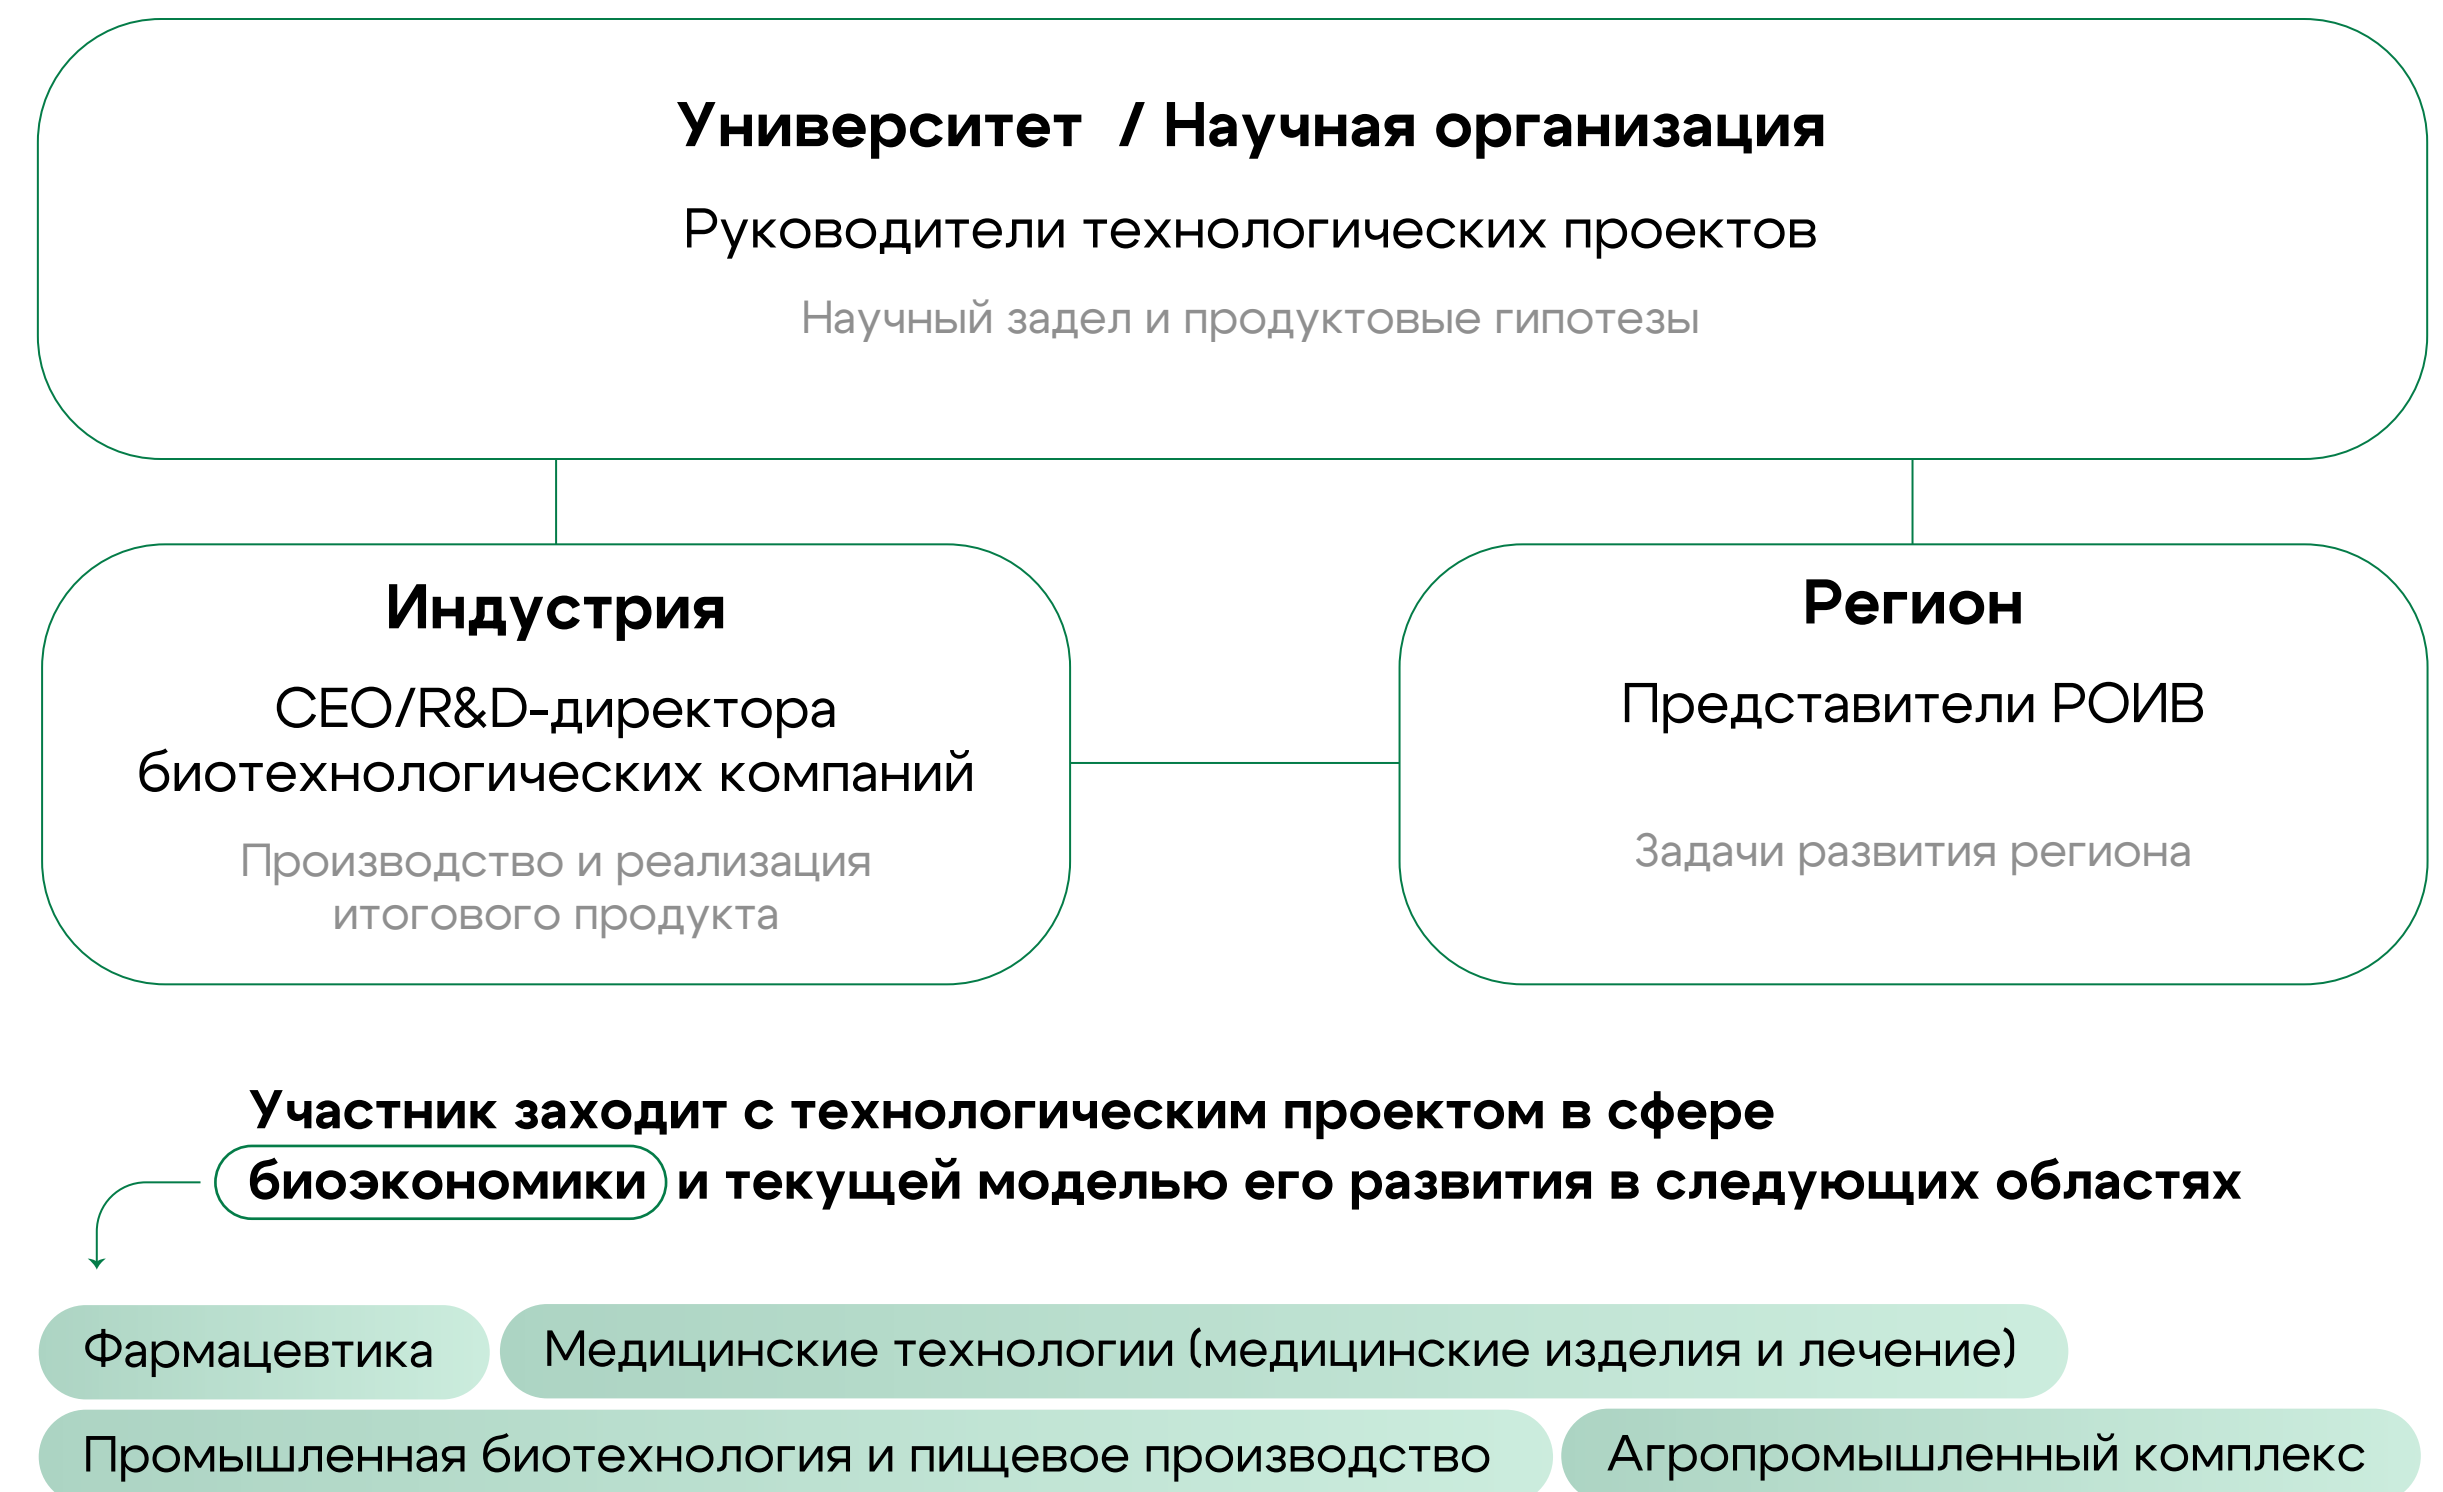 Университет / Научная организация
Руководители технологических проектов
Научный задел и продуктовые гипотезы
Индустрия
CEO/R&D-директора
биотехнологических компаний
Производство и реализация
итогового продукта
Регион
Представители РОИВ
Задачи развития региона
Участник заходит с технологическим проектом в сфере
биоэкономики и текущей моделью его развития в следующих областях
Фармацевтика
Медицинские технологии (медицинские изделия и лечение)
Промышленная биотехнология и пищевое производство
Агропромышленный комплекс